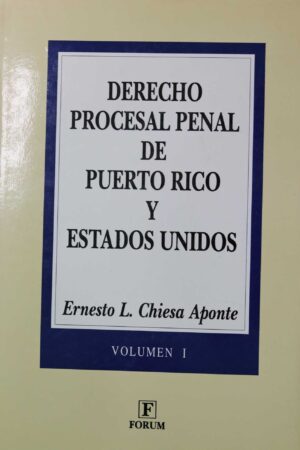 DERECHO
PROCESAL PENAL
DE
PUERTO RICO
Y
ESTADOS UNIDOS
Ernesto L. Chiesa Aponte
VOLUMEN I
F
FORUM